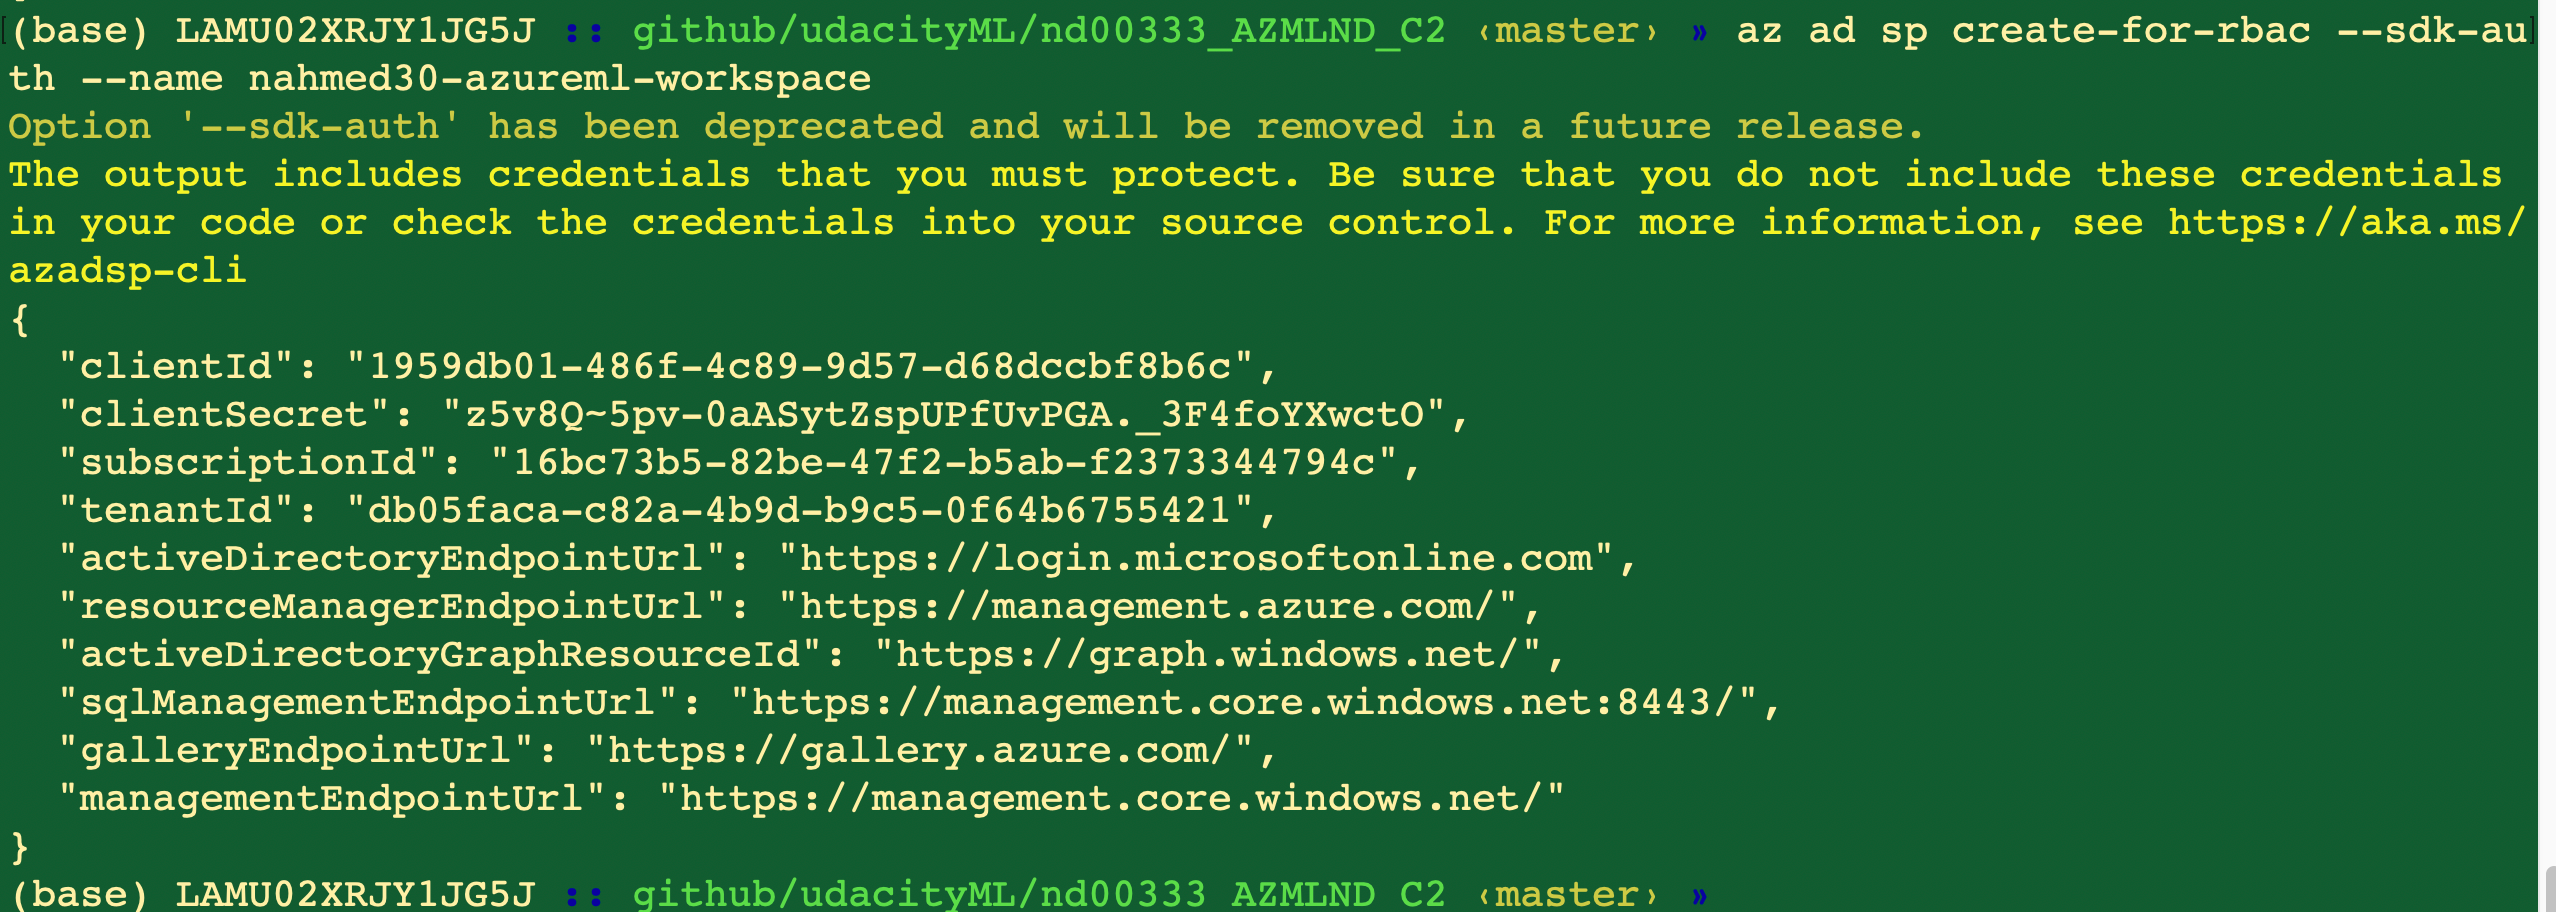 (base) LAMU02XRJY1JG5J :: github/udacityML/nd00333_AZMLND_C2 ‹master› » az ad sp create-for-rbac --sdk-au
th --name nahmed30-azureml-workspace
Option '--sdk-auth' has been deprecated and will be removed in a future release.
The output includes credentials that you must protect. Be sure that you do not include these credentials
in your code or check the credentials into your source control. For more information, see https://aka.ms/
azadsp-cli
{
  "clientId": "1959db01-486f-4c89-9d57-d68dccbf8b6c",
  "clientSecret": "z5v8Q~5pv-0aASytZspUPfUvPGA._3F4foYXwctO",
  "subscriptionId": "16bc73b5-82be-47f2-b5ab-f2373344794c",
  "tenantId": "db05faca-c82a-4b9d-b9c5-0f64b6755421",
  "activeDirectoryEndpointUrl": "https://login.microsoftonline.com",
  "resourceManagerEndpointUrl": "https://management.azure.com/",
  "activeDirectoryGraphResourceId": "https://graph.windows.net/",
  "sqlManagementEndpointUrl": "https://management.core.windows.net:8443/",
  "galleryEndpointUrl": "https://gallery.azure.com/",
  "managementEndpointUrl": "https://management.core.windows.net/"
}
(base) LAMU02XRJY1JG5J :: github/udacityML/nd00333_AZMLND_C2 ‹master› »